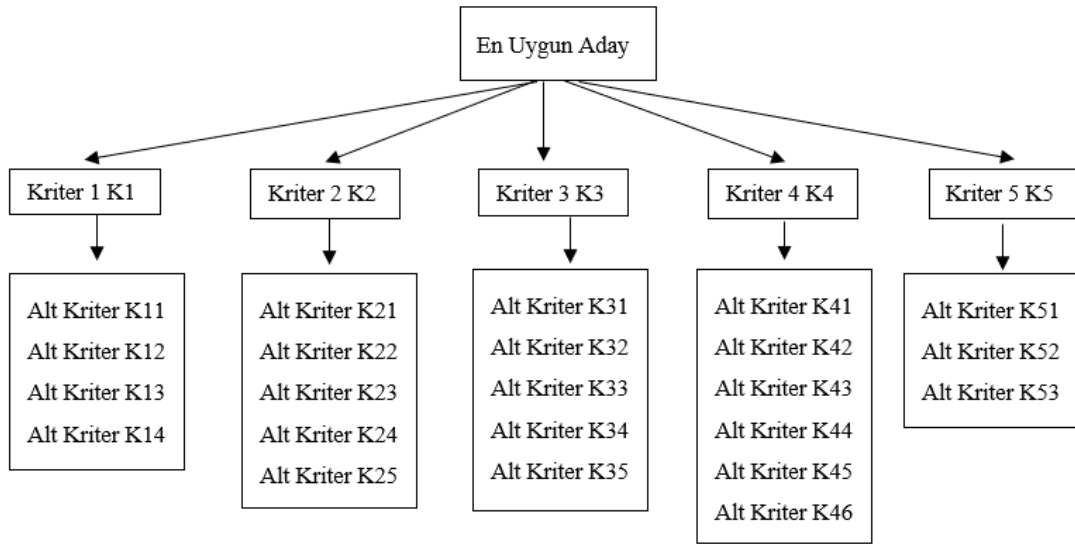 En Uygun Aday
Kriter 1 K1
Kriter 2 K2
Kriter 3 K3
Kriter 4 K4
Kriter 5 K5
Alt Kriter K11
Alt Kriter K12
Alt Kriter K13
Alt Kriter K14
Alt Kriter K21
Alt Kriter K22
Alt Kriter K23
Alt Kriter K24
Alt Kriter K25
Alt Kriter K31
Alt Kriter K32
Alt Kriter K33
Alt Kriter K34
Alt Kriter K35
Alt Kriter K41
Alt Kriter K42
Alt Kriter K43
Alt Kriter K44
Alt Kriter K45
Alt Kriter K46
Alt Kriter K51
Alt Kriter K52
Alt Kriter K53